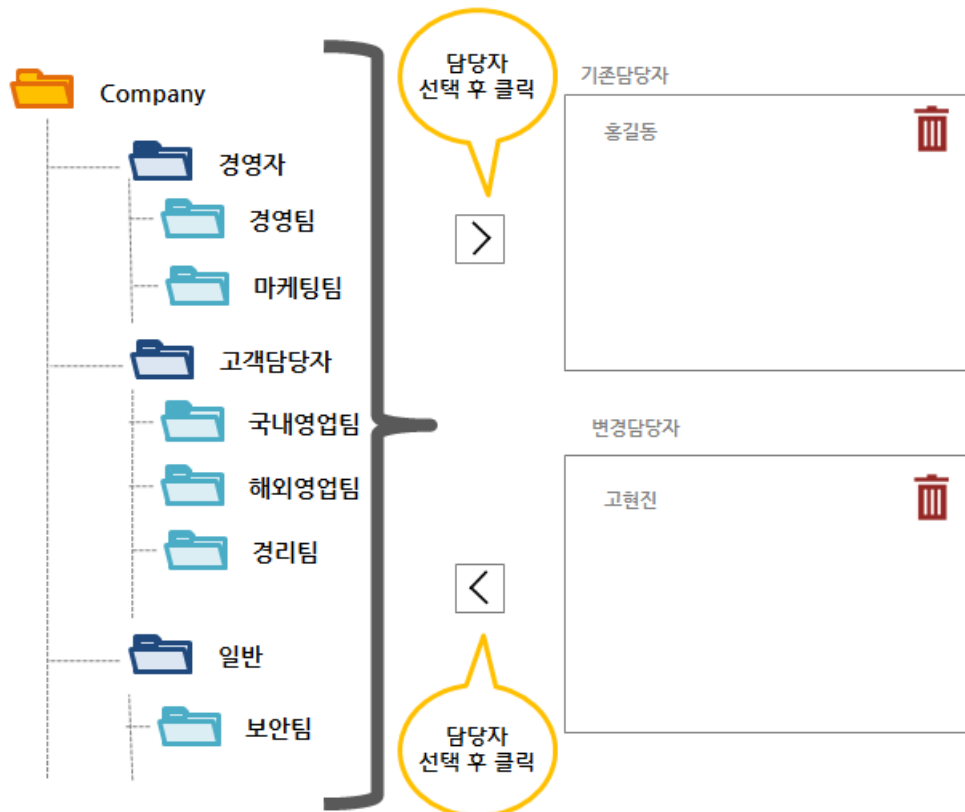 Company
경영자
경영팀
마케팅팀
고객담당자
국내영업팀
해외영업팀
경리팀
일반
보안팀
담당자
선택 후 클릭
>
<
담당자
선택 후 클릭
기존담당자
홍길동
변경담당자
고현진